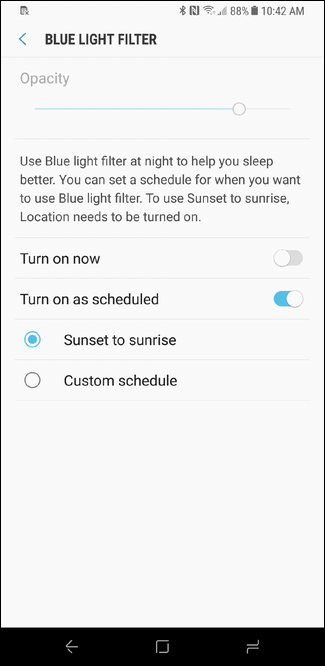 88% 10:42 AM
BLUE LIGHT FILTER
Opacity
Use Blue light filter at night to help you sleep
better. You can set a schedule for when you want
to use Blue light filter. To use Sunset to sunrise,
Location needs to be turned on.
Turn on now
Turn on as scheduled
Sunset to sunrise
Custom schedule